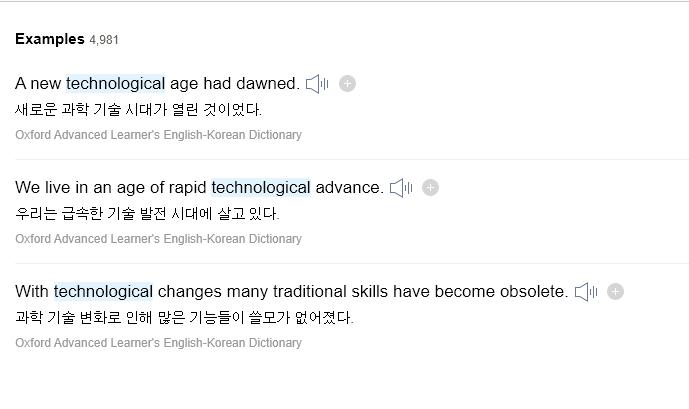 Examples 4,981
A new technological age had dawned.
새로운 과학 기술 시대가 열린 것이었다.
Oxford Advanced Learner's English-Korean Dictionary
We live in an age of rapid technological advance.
우리는 급속한 기술 발전 시대에 살고 있다.
Oxford Advanced Learner's English-Korean Dictionary
With technological changes many traditional skills have become obsolete.
과학 기술 변화로 인해 많은 기능들이 쓸모가 없어졌다.
Oxford Advanced Learner's English-Korean Dictionary